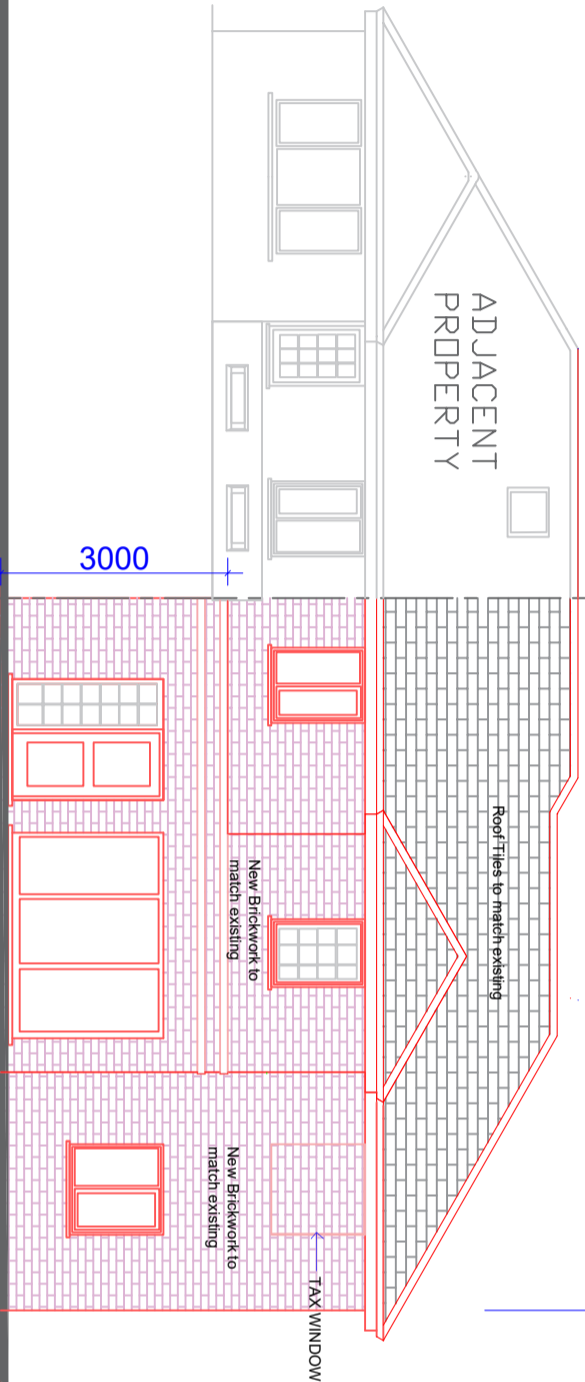 ADJACENT
PROPERTY
3000
Roof Tiles to match existing
New Brickwork to
match existing
New Brickwork to
match existing
TAX WINDOW